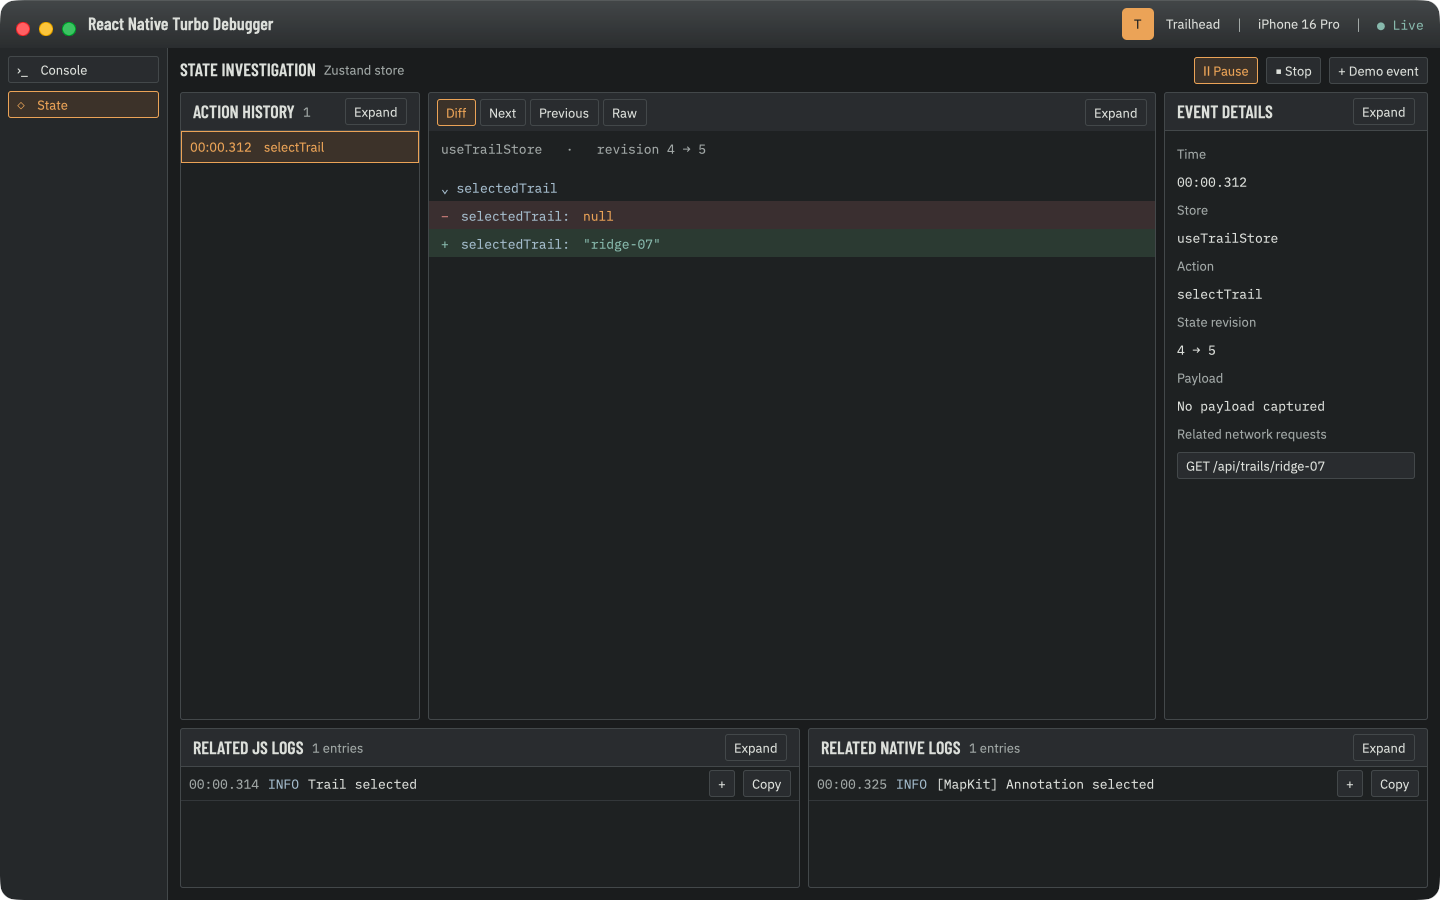 React Native Turbo Debugger
T Trailhead | iPhone 16 Pro | ● Live
›_ Console
◇ State
STATE INVESTIGATION Zustand store
II Pause
■ Stop
+ Demo event
ACTION HISTORY 1
Expand
00:00.312 selectTrail
Diff
Next
Previous
Raw
Expand
useTrailStore · revision 4 → 5
⌄ selectedTrail
− selectedTrail: null
+ selectedTrail: "ridge-07"
EVENT DETAILS
Expand
Time
00:00.312
Store
useTrailStore
Action
selectTrail
State revision
4 → 5
Payload
No payload captured
Related network requests
GET /api/trails/ridge-07
RELATED JS LOGS 1 entries
Expand
00:00.314 INFO Trail selected
+ Copy
RELATED NATIVE LOGS 1 entries
Expand
00:00.325 INFO [MapKit] Annotation selected
+ Copy